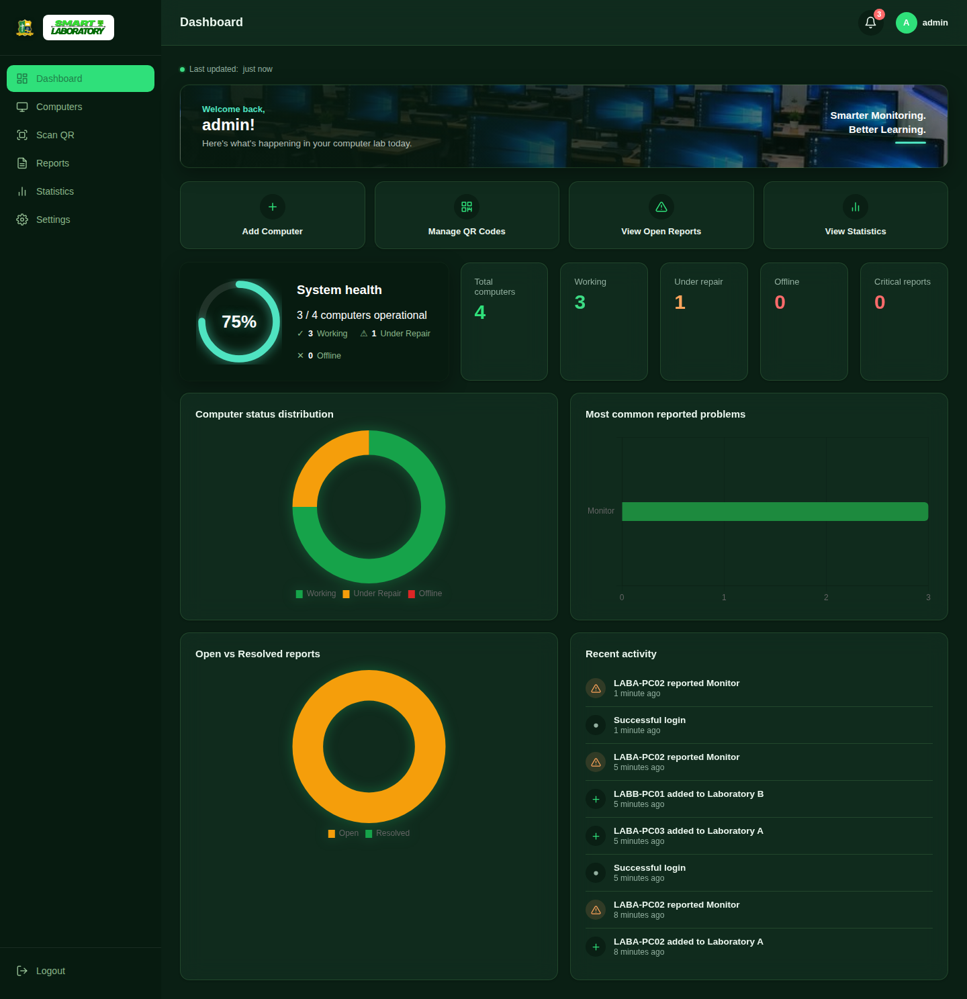 SMART
LABORATORY
Dashboard
3
A
admin
Dashboard
Computers
Scan QR
Reports
Statistics
Settings
Logout
Last updated: just now
Welcome back,
admin!
Here's what's happening in your computer lab today.
Smarter Monitoring.
Better Learning.
Add Computer
Manage QR Codes
View Open Reports
View Statistics
75%
System health
3 / 4 computers operational
✓ 3 Working ⚠ 1 Under Repair
✕ 0 Offline
Total
computers
4
Working
3
Under repair
1
Offline
0
Critical reports
0
Computer status distribution
Working Under Repair Offline
Most common reported problems
Monitor
0 1 2 3
Open vs Resolved reports
Open Resolved
Recent activity
LABA-PC02 reported Monitor
1 minute ago
Successful login
1 minute ago
LABA-PC02 reported Monitor
5 minutes ago
LABB-PC01 added to Laboratory B
5 minutes ago
LABA-PC03 added to Laboratory A
5 minutes ago
Successful login
5 minutes ago
LABA-PC02 reported Monitor
8 minutes ago
LABA-PC02 added to Laboratory A
8 minutes ago